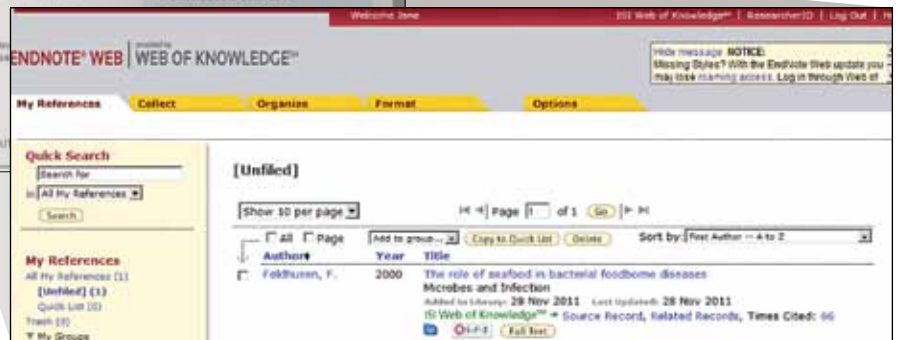 Welcome Jane
ISI Web of Knowledge℠ | ResearcherID | Log Out |
ENDNOTE® WEB WEB OF KNOWLEDGE℠
Hide message NOTICE:
Missing Styles? With the EndNote Web update you
may lose roaming access. Log in through Web of
My References Collect Organize Format Options
Quick Search
Search for
in All My References
Search
[Unfiled]
Show 10 per page Page 1 of 1 Go
All Page Add to group... Copy to Quick List Delete Sort by: First Author -- A to Z
Author Year Title
My References
All My References (1)
[Unfiled] (1)
Quick List (0)
Trash (0)
▼ My Groups
Feldhusen, F. 2000 The role of seafood in bacterial foodborne diseases
Microbes and Infection
Added to Library: 28 Nov 2011 Last Updated: 28 Nov 2011
ISI Web of Knowledge℠ → Source Record, Related Records, Times Cited: 66
Full Text